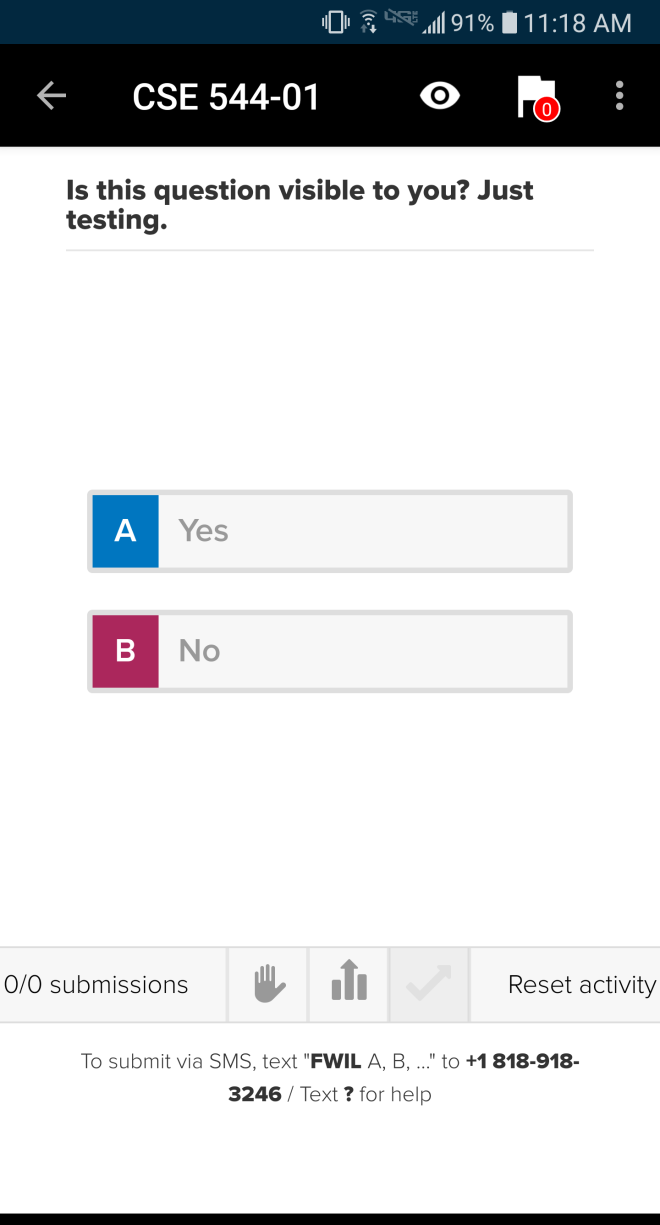 91% 11:18 AM
CSE 544-01
0
Is this question visible to you? Just
testing.
A Yes
B No
0/0 submissions Reset activity
To submit via SMS, text "FWIL A, B, ..." to +1 818-918-
3246 / Text ? for help